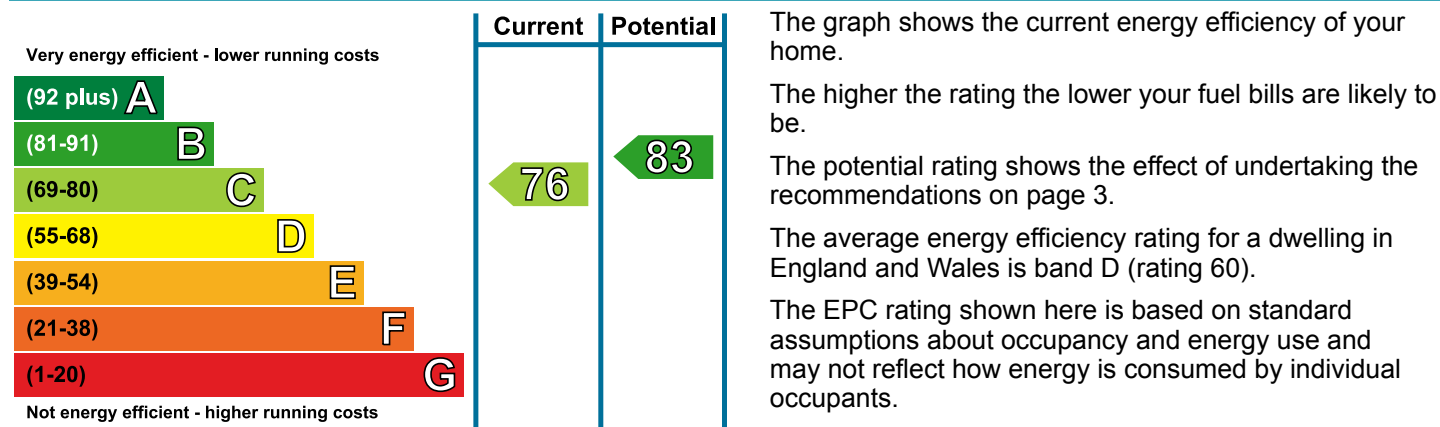 Current Potential
Very energy efficient - lower running costs
(92 plus) A
(81-91) B
(69-80) C
(55-68) D
(39-54) E
(21-38) F
(1-20) G
Not energy efficient - higher running costs
76
83
The graph shows the current energy efficiency of your
home.
The higher the rating the lower your fuel bills are likely to
be.
The potential rating shows the effect of undertaking the
recommendations on page 3.
The average energy efficiency rating for a dwelling in
England and Wales is band D (rating 60).
The EPC rating shown here is based on standard
assumptions about occupancy and energy use and
may not reflect how energy is consumed by individual
occupants.